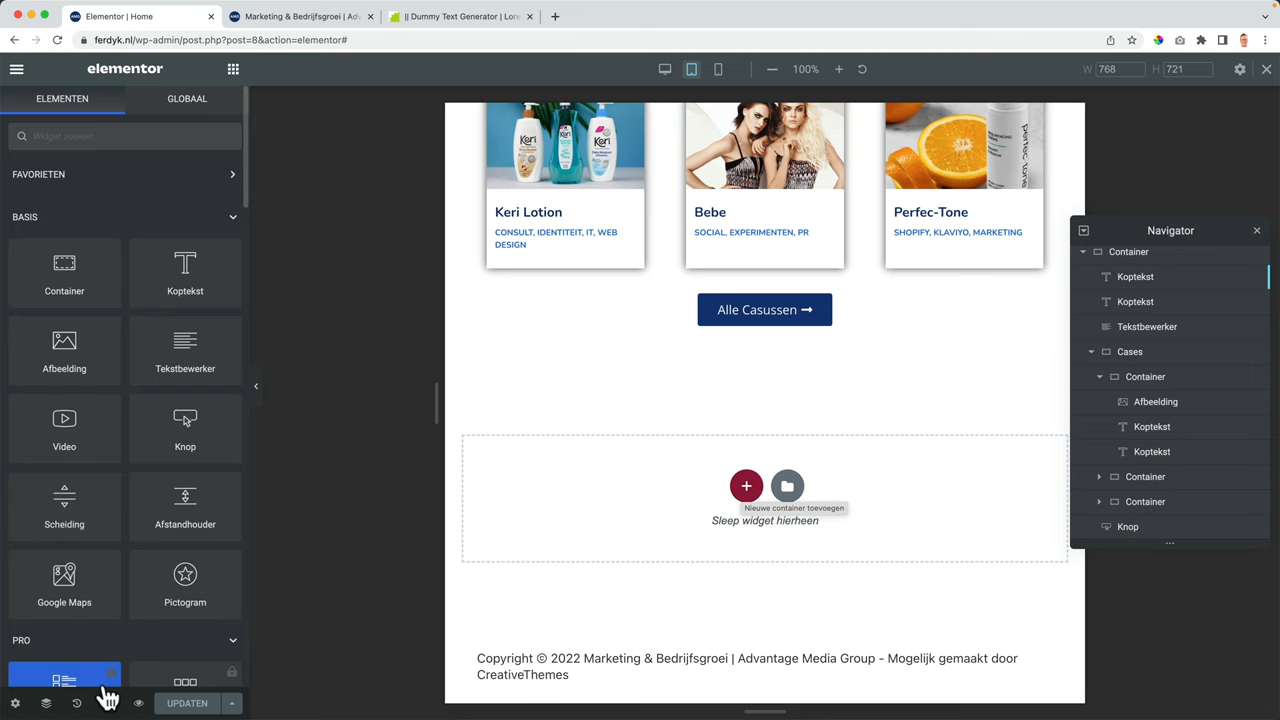 Elementor | Home
Marketing & Bedrijfsgroei | Adv
|| Dummy Text Generator | Lore
ferdyk.nl/wp-admin/post.php?post=8&action=elementor#
elementor
100%
W 768
H 721
ELEMENTEN
GLOBAAL
Widget zoeken...
FAVORIETEN
BASIS
Container
Koptekst
Afbeelding
Tekstbewerker
Video
Knop
Scheiding
Afstandhouder
Google Maps
Pictogram
PRO
UPDATEN
Keri Lotion
CONSULT, IDENTITEIT, IT, WEB
DESIGN
Bebe
SOCIAL, EXPERIMENTEN, PR
Perfec-Tone
SHOPIFY, KLAVIYO, MARKETING
Alle Casussen
Nieuwe container toevoegen
Sleep widget hierheen
Copyright © 2022 Marketing & Bedrijfsgroei | Advantage Media Group - Mogelijk gemaakt door
CreativeThemes
Navigator
Container
Koptekst
Koptekst
Tekstbewerker
Cases
Container
Afbeelding
Koptekst
Koptekst
Container
Container
Knop